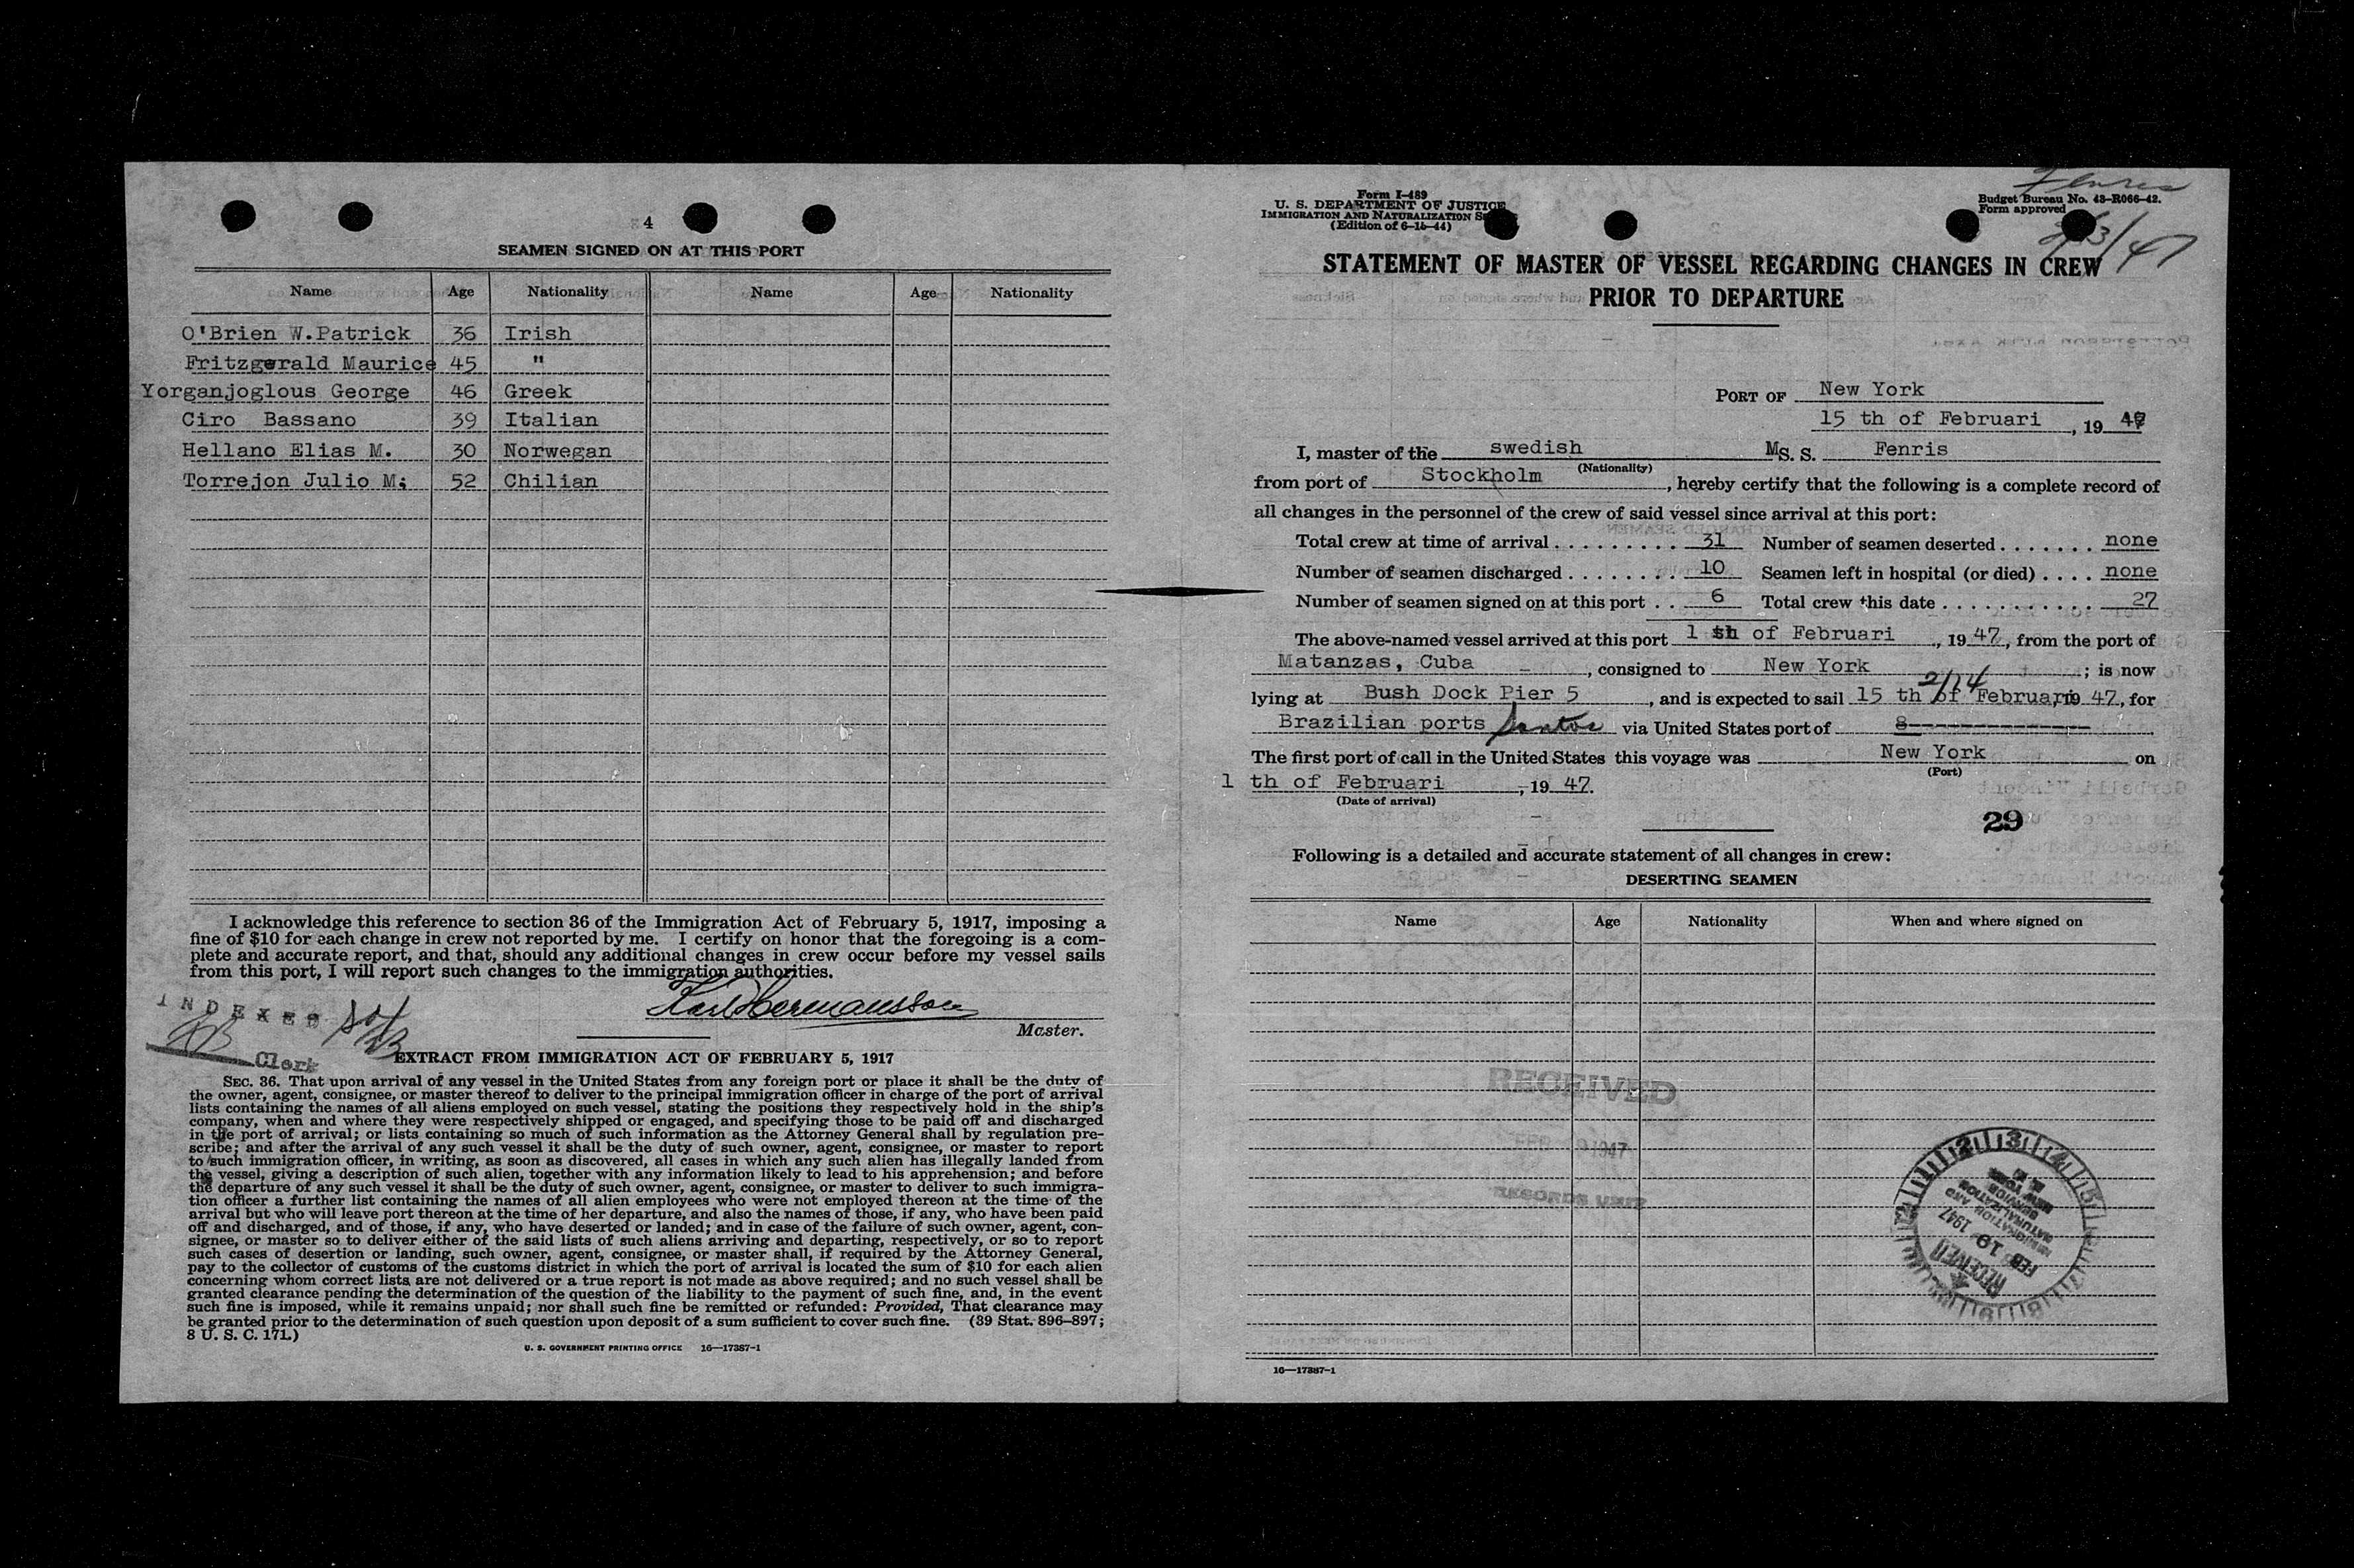 4
SEAMEN SIGNED ON AT THIS PORT
Name Age Nationality Name Age Nationality
O'Brien W.Patrick 36 Irish
Fritzgerald Maurice 45 "
Yorganjoglous George 46 Greek
Ciro Bassano 39 Italian
Hellano Elias M. 30 Norwegan
Torrejon Julio M; 52 Chilian
I acknowledge this reference to section 36 of the Immigration Act of February 5, 1917, imposing a
fine of $10 for each change in crew not reported by me. I certify on honor that the foregoing is a com-
plete and accurate report, and that, should any additional changes in crew occur before my vessel sails
from this port, I will report such changes to the immigration authorities.
Karl Hermansson
Master.
INDEXED
Clerk
EXTRACT FROM IMMIGRATION ACT OF FEBRUARY 5, 1917
SEC. 36. That upon arrival of any vessel in the United States from any foreign port or place it shall be the duty of
the owner, agent, consignee, or master thereof to deliver to the principal immigration officer in charge of the port of arrival
lists containing the names of all aliens employed on such vessel, stating the positions they respectively hold in the ship's
company, when and where they were respectively shipped or engaged, and specifying those to be paid off and discharged
in the port of arrival; or lists containing so much of such information as the Attorney General shall by regulation pre-
scribe; and after the arrival of any such vessel it shall be the duty of such owner, agent, consignee, or master to report
to such immigration officer, in writing, as soon as discovered, all cases in which any such alien has illegally landed from
the vessel, giving a description of such alien, together with any information likely to lead to his apprehension; and before
the departure of any such vessel it shall be the duty of such owner, agent, consignee, or master to deliver to such immigra-
tion officer a further list containing the names of all alien employees who were not employed thereon at the time of the
arrival but who will leave port thereon at the time of her departure, and also the names of those, if any, who have been paid
off and discharged, and of those, if any, who have deserted or landed; and in case of the failure of such owner, agent, con-
signee, or master so to deliver either of the said lists of such aliens arriving and departing, respectively, or so to report
such cases of desertion or landing, such owner, agent, consignee, or master shall, if required by the Attorney General,
pay to the collector of customs of the customs district in which the port of arrival is located the sum of $10 for each alien
concerning whom correct lists are not delivered or a true report is not made as above required; and no such vessel shall be
granted clearance pending the determination of the question of the liability to the payment of such fine, and, in the event
such fine is imposed, while it remains unpaid; nor shall such fine be remitted or refunded: Provided, That clearance may
be granted prior to the determination of such question upon deposit of a sum sufficient to cover such fine. (39 Stat. 896–897;
8 U. S. C. 171.)
U. S. GOVERNMENT PRINTING OFFICE 16—17387-1
Form I-489
U. S. DEPARTMENT OF JUSTICE
IMMIGRATION AND NATURALIZATION
(Edition of 6-15-44)
Fenris
Budget Bureau No. 43-R066-42.
Form approved
STATEMENT OF MASTER OF VESSEL REGARDING CHANGES IN CREW
PRIOR TO DEPARTURE
PORT OF New York
15 th of Februari, 19 47
I, master of the swedish MS. S. Fenris
(Nationality)
from port of Stockholm, hereby certify that the following is a complete record of
all changes in the personnel of the crew of said vessel since arrival at this port:
Total crew at time of arrival 31 Number of seamen deserted none
Number of seamen discharged 10 Seamen left in hospital (or died) none
Number of seamen signed on at this port 6 Total crew this date 27
The above-named vessel arrived at this port 1 of Februari, 19 47, from the port of
Matanzas, Cuba, consigned to New York; is now
2/14
lying at Bush Dock Pier 5, and is expected to sail 15 th of Februari, 19 47, for
Brazilian ports Santos via United States port of
The first port of call in the United States this voyage was New York on
(Port)
1 th of Februari, 19 47.
(Date of arrival)
29
Following is a detailed and accurate statement of all changes in crew:
DESERTING SEAMEN
Name Age Nationality When and where signed on
RECEIVED
RECORDS UNIT
RECEIVED
FEB 19 1947
IMMIGRATION AND
NATURALIZATION
SERVICE
NEW YORK
N.Y.
16—17387-1